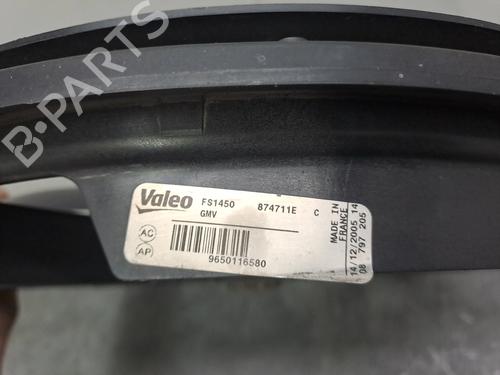 B-PARTS
Valeo FS1450 874711E C
GMV
AC
AP
9650116580
MADE IN
FRANCE
14/12/2005 14
08 797 205